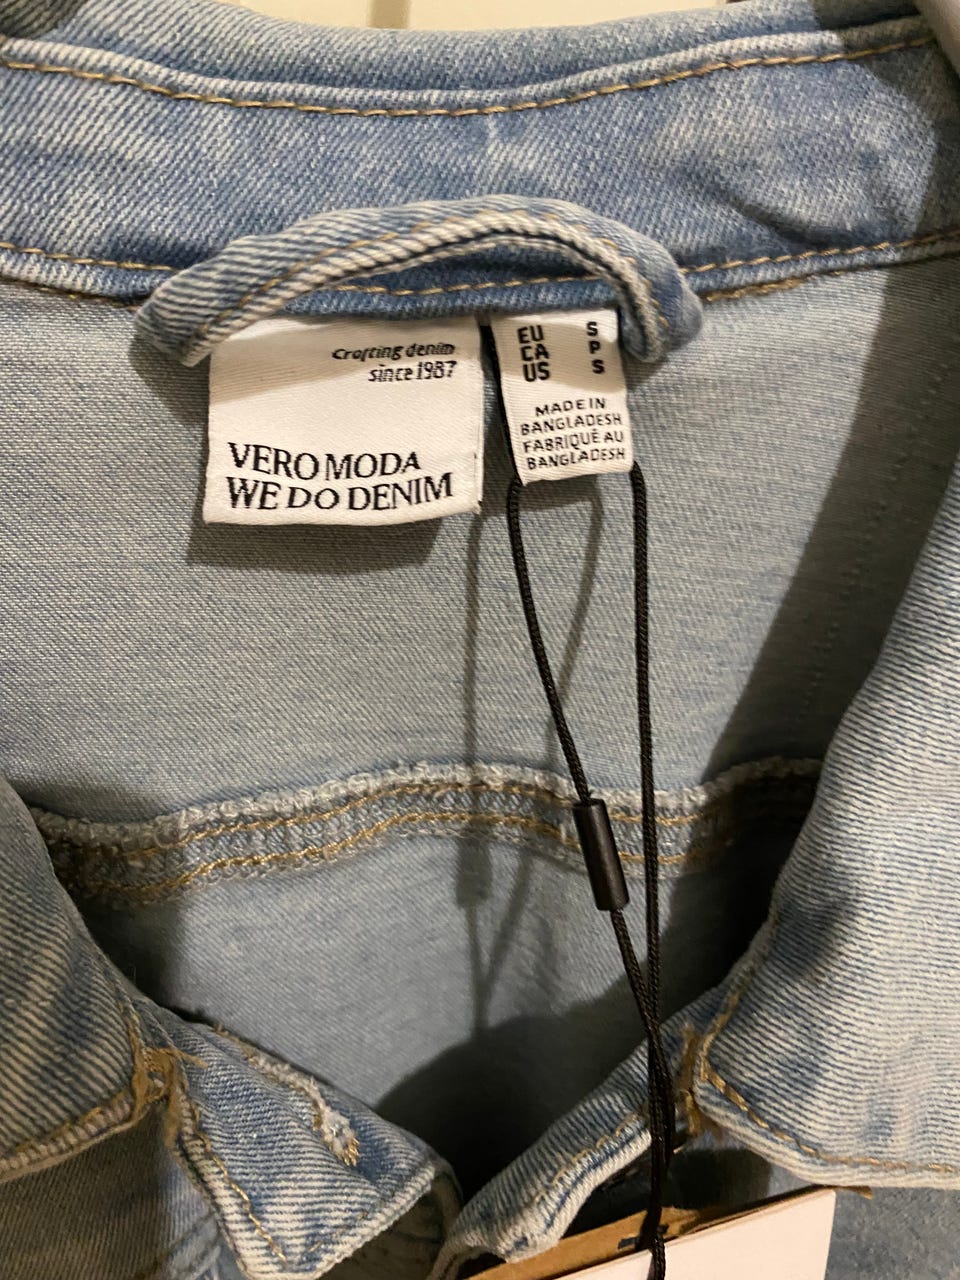 Crafting denim
since 1987
VERO MODA
WE DO DENIM
EU S
CA P
US S
MADE IN
BANGLADESH
FABRIQUÉ AU
BANGLADESH